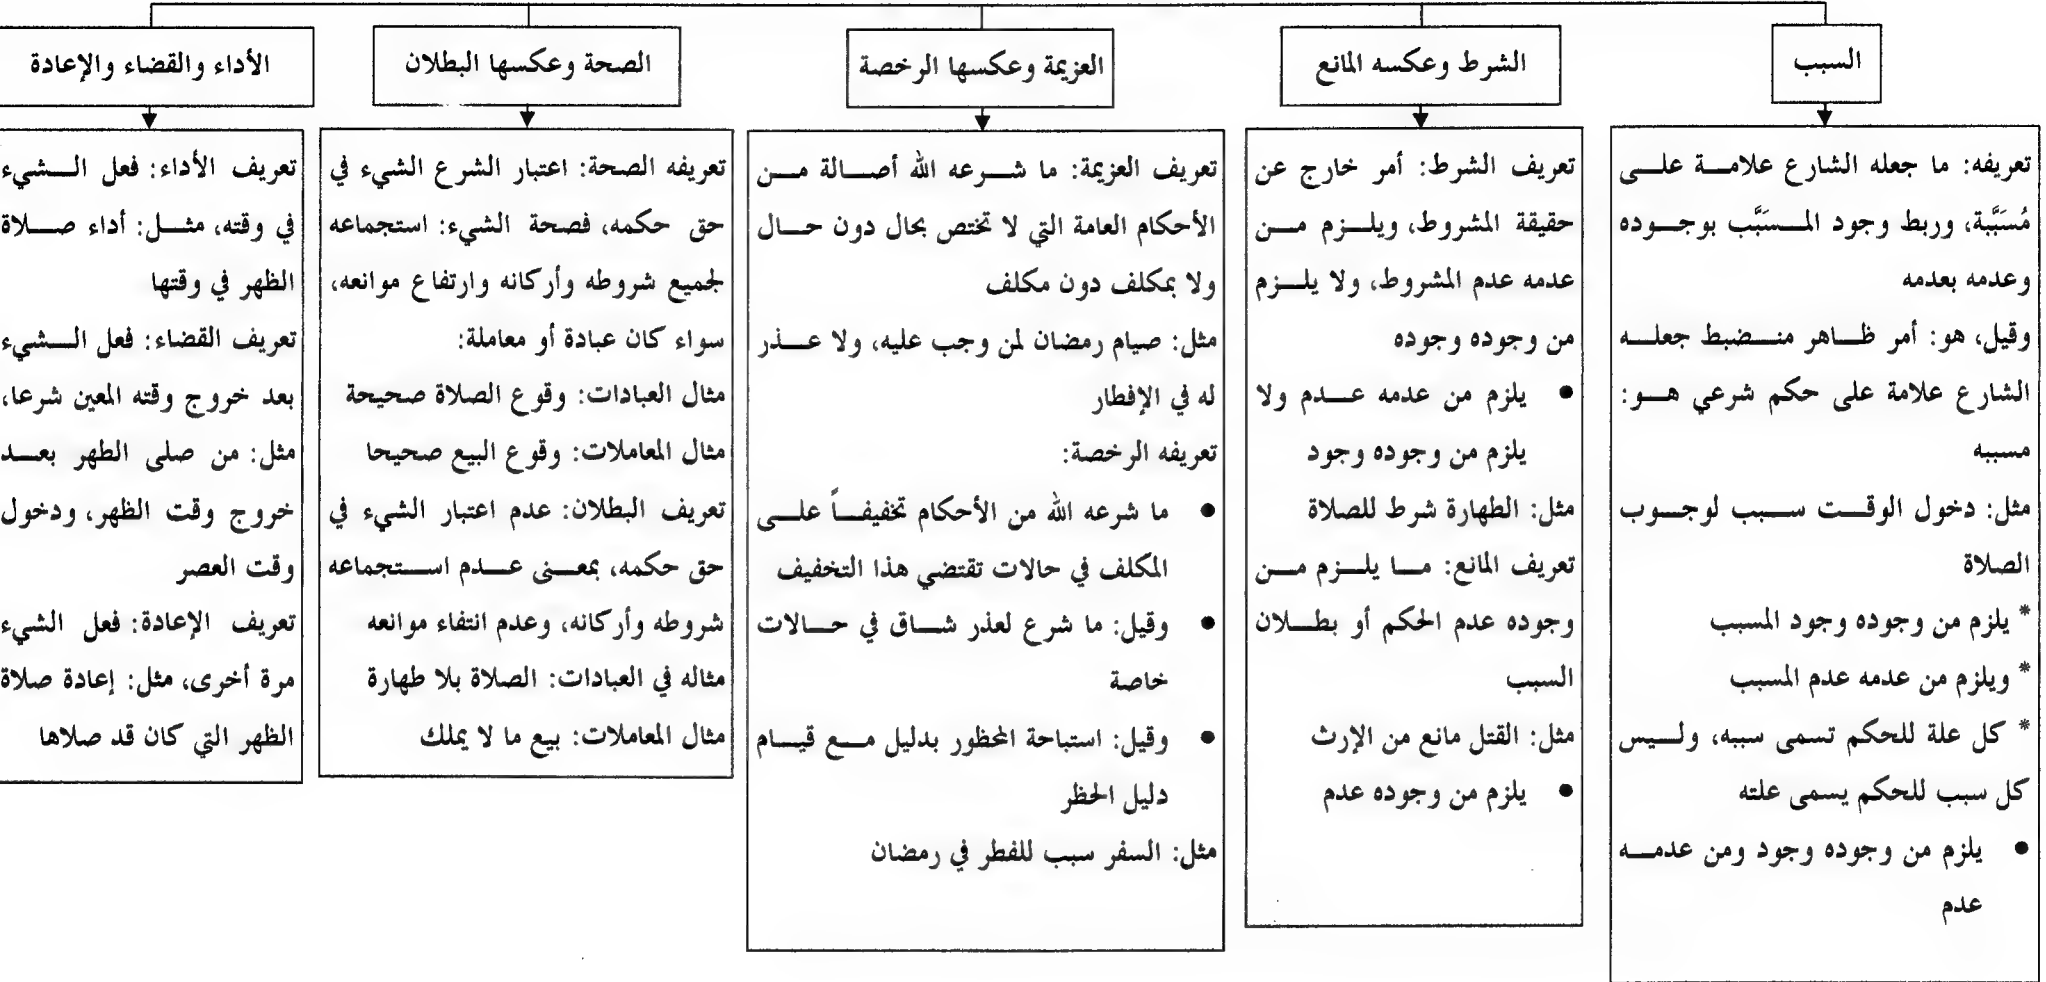 السبب
تعريفه: ما جعله الشارع علامة على
مُسَبَّبة، وربط وجود المسَبَّب بوجوده
وعدمه بعدمه
وقيل، هو: أمر ظاهر منضبط جعله
الشارع علامة على حكم شرعي هو:
مسببه
مثل: دخول الوقت سبب لوجوب
الصلاة
* يلزم من وجوده وجود المسبب
* ويلزم من عدمه عدم المسبب
* كل علة للحكم تسمى سببه، وليس
كل سبب للحكم يسمى علته
• يلزم من وجوده وجود ومن عدمه
عدم
الشرط وعكسه المانع
تعريف الشرط: أمر خارج عن
حقيقة المشروط، ويلزم من
عدمه عدم المشروط، ولا يلزم
من وجوده وجوده
• يلزم من عدمه عدم ولا
يلزم من وجوده وجود
مثل: الطهارة شرط للصلاة
تعريف المانع: ما يلزم من
وجوده عدم الحكم أو بطلان
السبب
مثل: القتل مانع من الإرث
• يلزم من وجوده عدم
العزيمة وعكسها الرخصة
تعريف العزيمة: ما شرعه الله أصالة من
الأحكام العامة التي لا تختص بحال دون حال
ولا بمكلف دون مكلف
مثل: صيام رمضان لمن وجب عليه، ولا عذر
له في الإفطار
تعريفه الرخصة:
• ما شرعه الله من الأحكام تخفيفاً على
المكلف في حالات تقتضي هذا التخفيف
• وقيل: ما شرع لعذر شاق في حالات
خاصة
• وقيل: استباحة المحظور بدليل مع قيام
دليل الحظر
مثل: السفر سبب للفطر في رمضان
الصحة وعكسها البطلان
تعريفه الصحة: اعتبار الشرع الشيء في
حق حكمه، فصحة الشيء: استجماعه
لجميع شروطه وأركانه وارتفاع موانعه،
سواء كان عبادة أو معاملة:
مثال العبادات: وقوع الصلاة صحيحة
مثال المعاملات: وقوع البيع صحيحا
تعريف البطلان: عدم اعتبار الشيء في
حق حكمه، بمعنى عدم استجماعه
شروطه وأركانه، وعدم انتفاء موانعه
مثاله في العبادات: الصلاة بلا طهارة
مثال المعاملات: بيع ما لا يملك
الأداء والقضاء والإعادة
تعريف الأداء: فعل الشيء
في وقته، مثل: أداء صلاة
الظهر في وقتها
تعريف القضاء: فعل الشيء
بعد خروج وقته المعين شرعا،
مثل: من صلى الطهر بعد
خروج وقت الظهر، ودخول
وقت العصر
تعريف الإعادة: فعل الشيء
مرة أخرى، مثل: إعادة صلاة
الظهر التي كان قد صلاها